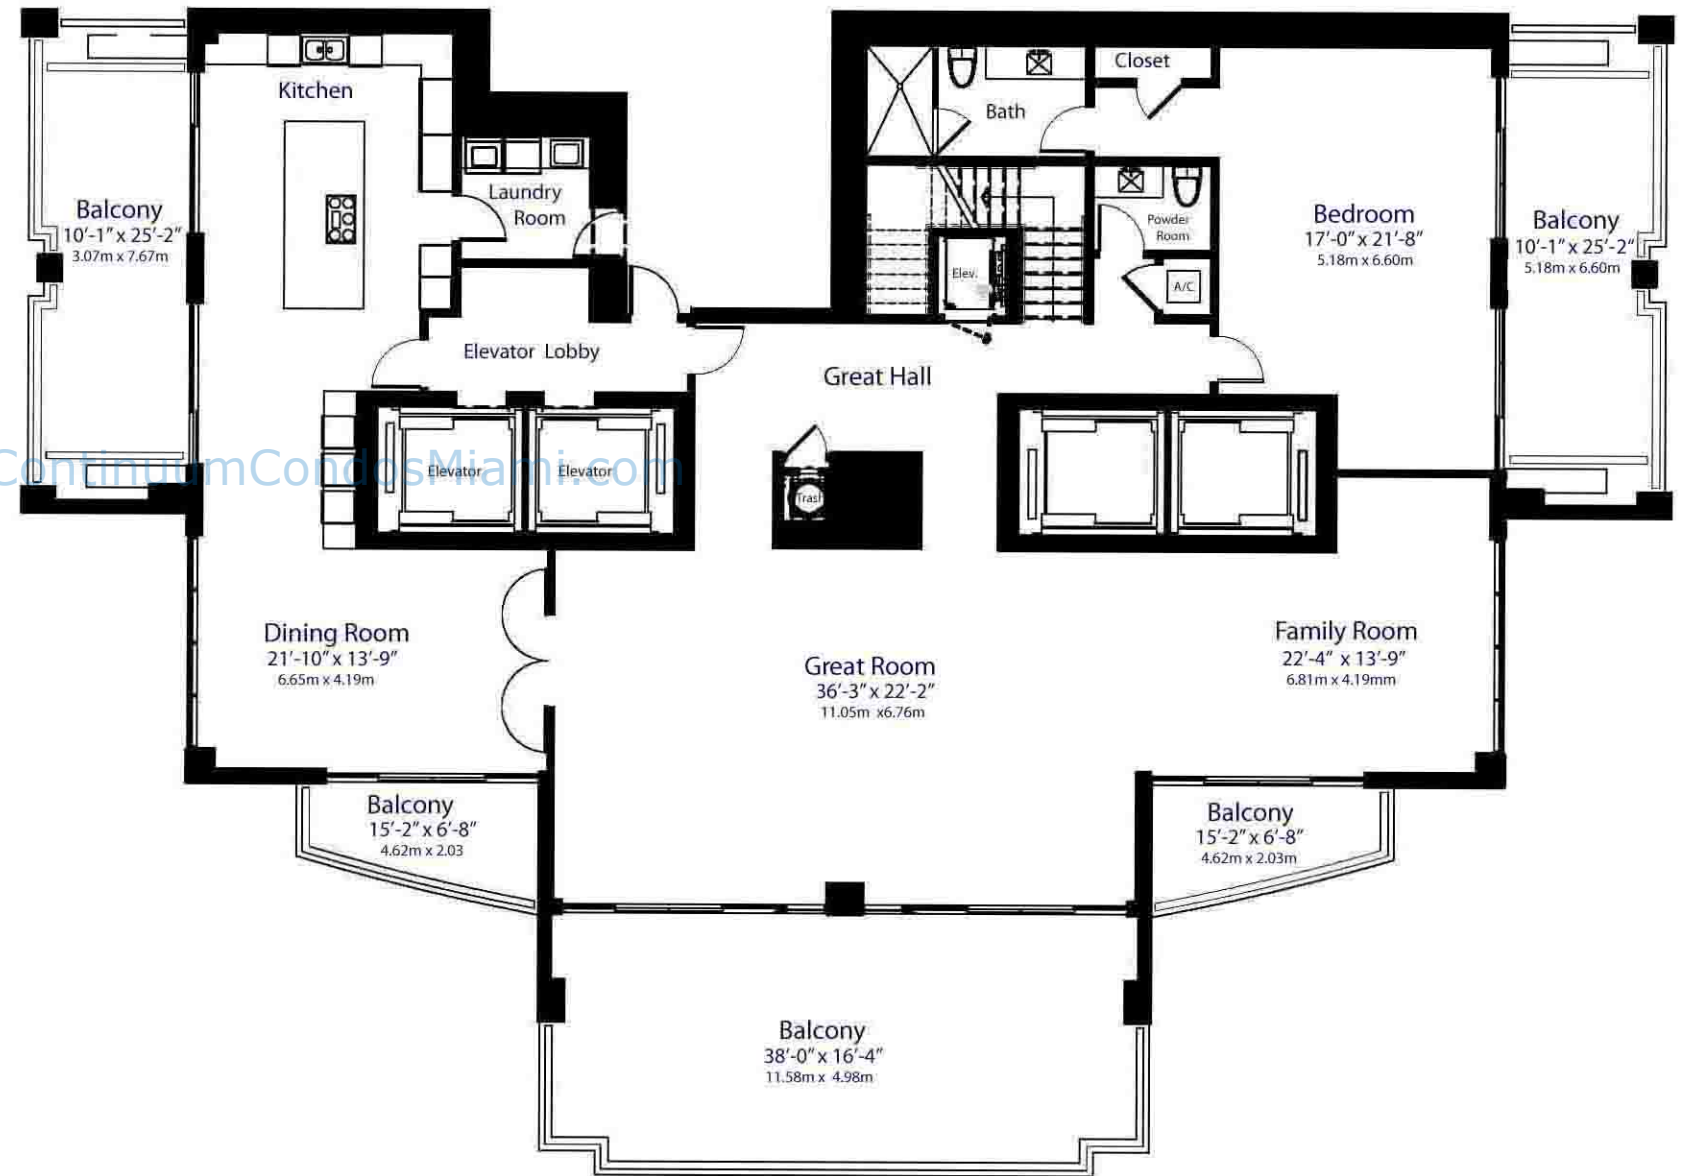 Kitchen
Closet
Bath
Laundry
Room
Balcony
10'-1" x 25'-2"
3.07m x 7.67m
Powder
Room
Bedroom
17'-0" x 21'-8"
5.18m x 6.60m
Balcony
10'-1" x 25'-2"
5.18m x 6.60m
Elev.
A/C
Elevator Lobby
Great Hall
ContinuumCondosMiami.com
Elevator
Elevator
Trash
Dining Room
21'-10" x 13'-9"
6.65m x 4.19m
Great Room
36'-3" x 22'-2"
11.05m x6.76m
Family Room
22'-4" x 13'-9"
6.81m x 4.19mm
Balcony
15'-2" x 6'-8"
4.62m x 2.03
Balcony
15'-2" x 6'-8"
4.62m x 2.03m
Balcony
38'-0" x 16'-4"
11.58m x 4.98m